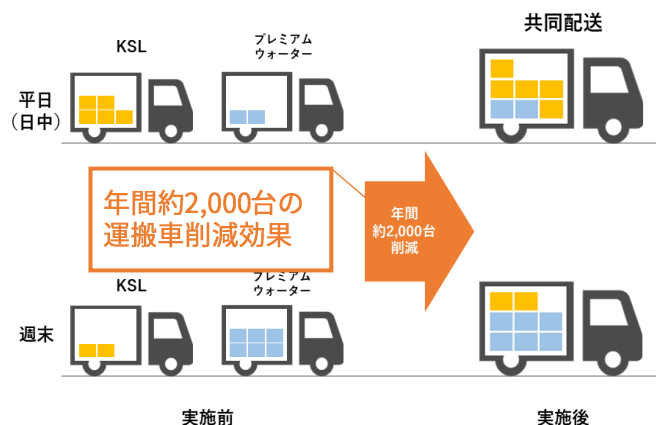 共同配送
KSL
プレミアム
ウォーター
平日
（日中）
年間約2,000台の
運搬車削減効果
年間
約2,000台
削減
KSL
プレミアム
ウォーター
週末
実施前
実施後